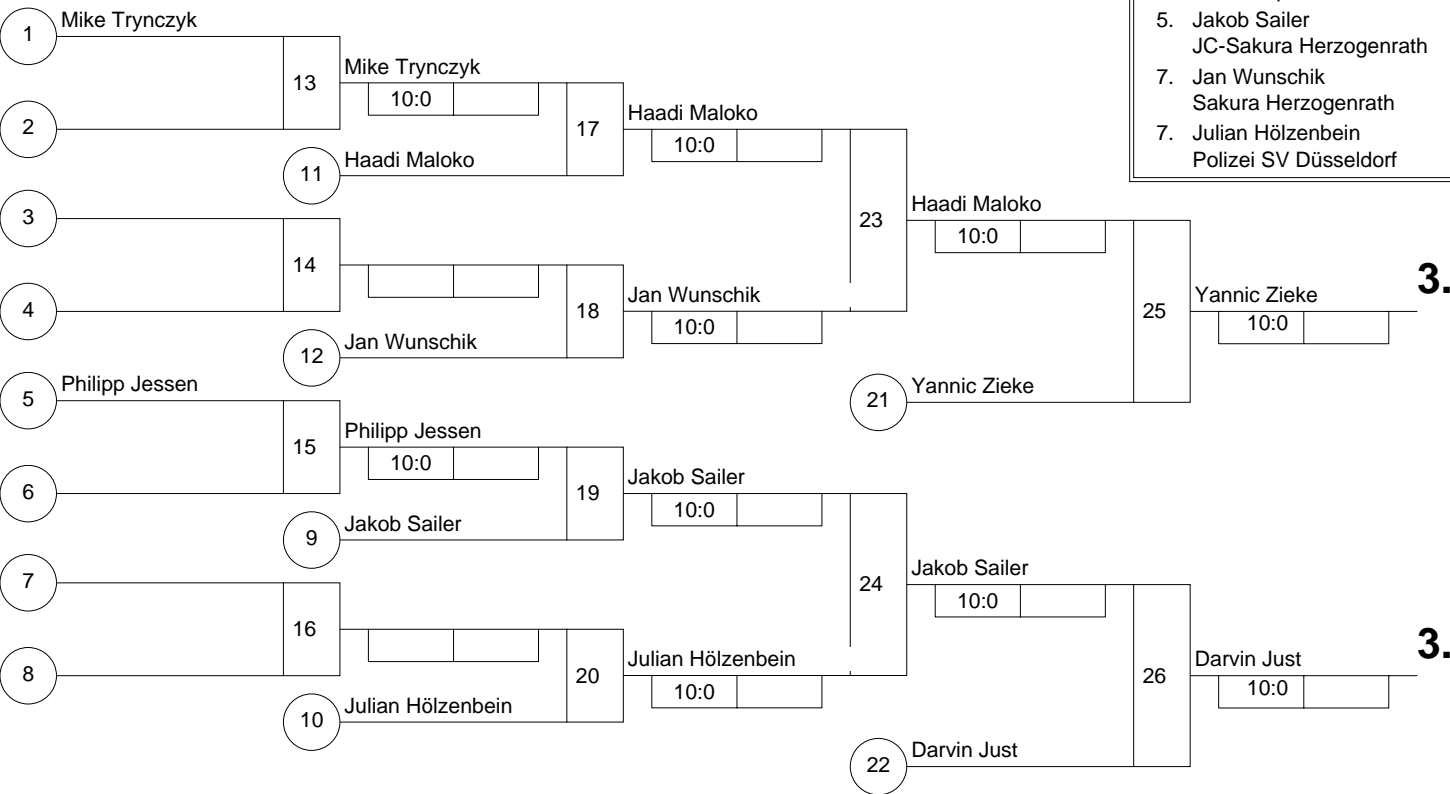 1 Mike Trynczyk
5. Jakob Sailer
JC-Sakura Herzogenrath
13 Mike Trynczyk
10:0
7. Jan Wunschik
Sakura Herzogenrath
2
17 Haadi Maloko
10:0
7. Julian Hölzenbein
Polizei SV Düsseldorf
11 Haadi Maloko
3
23 Haadi Maloko
10:0
14
3.
4
18 Jan Wunschik
10:0
25 Yannic Zieke
10:0
12 Jan Wunschik
5 Philipp Jessen
21 Yannic Zieke
15 Philipp Jessen
10:0
6
19 Jakob Sailer
10:0
9 Jakob Sailer
7
24 Jakob Sailer
10:0
16
3.
8
20 Julian Hölzenbein
10:0
26 Darvin Just
10:0
10 Julian Hölzenbein
22 Darvin Just